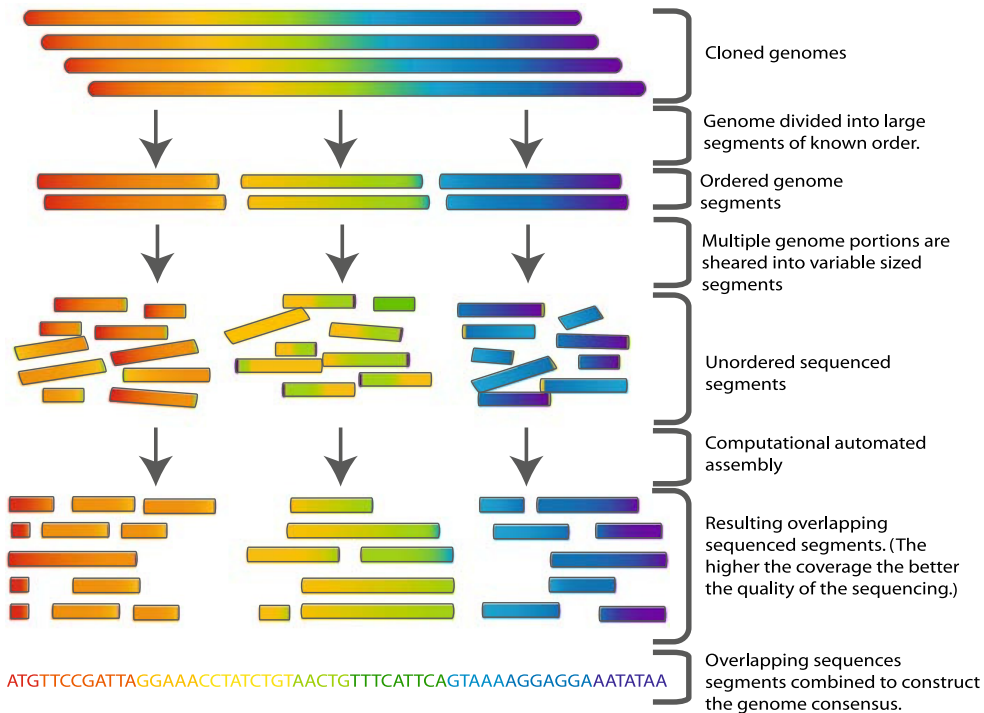 Cloned genomes
Genome divided into large
segments of known order.
Ordered genome
segments
Multiple genome portions are
sheared into variable sized
segments
Unordered sequenced
segments
Computational automated
assembly
Resulting overlapping
sequenced segments. (The
higher the coverage the better
the quality of the sequencing.)
ATGTTCCGATTAGGAAACCTATCTGTAACTGTTTCATTCAGTAAAAGGAGGAAATATAA
Overlapping sequences
segments combined to construct
the genome consensus.